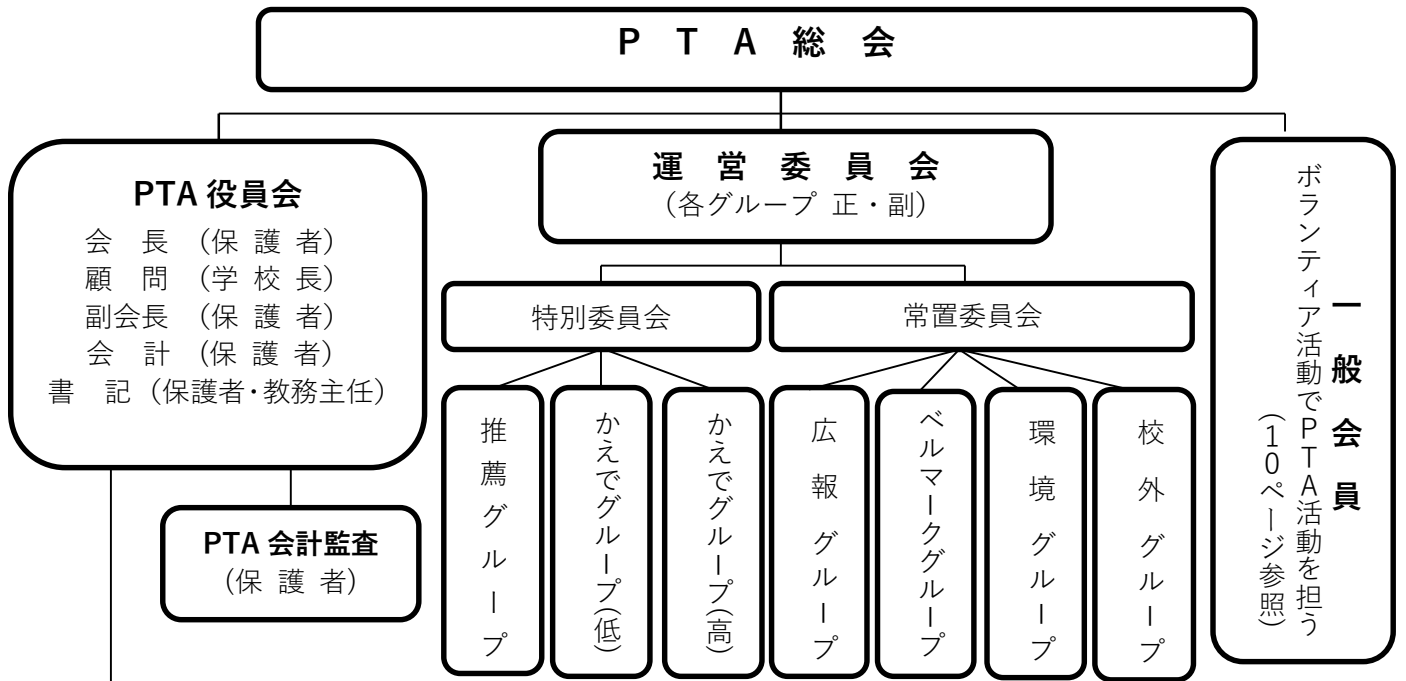 PTA総会
PTA 役員会
会長(保護者)
顧問(学校長)
副会長(保護者)
会計(保護者)
書記(保護者・教務主任)
PTA 会計監査
(保護者)
運営委員会
(各グループ 正・副)
特別委員会
常置委員会
推薦グループ
かえでグループ(低)
かえでグループ(高)
広報グループ
ベルマークグループ
環境グループ
校外グループ
一般会員
ボランティア活動でPTA活動を担う
(10ページ参照)